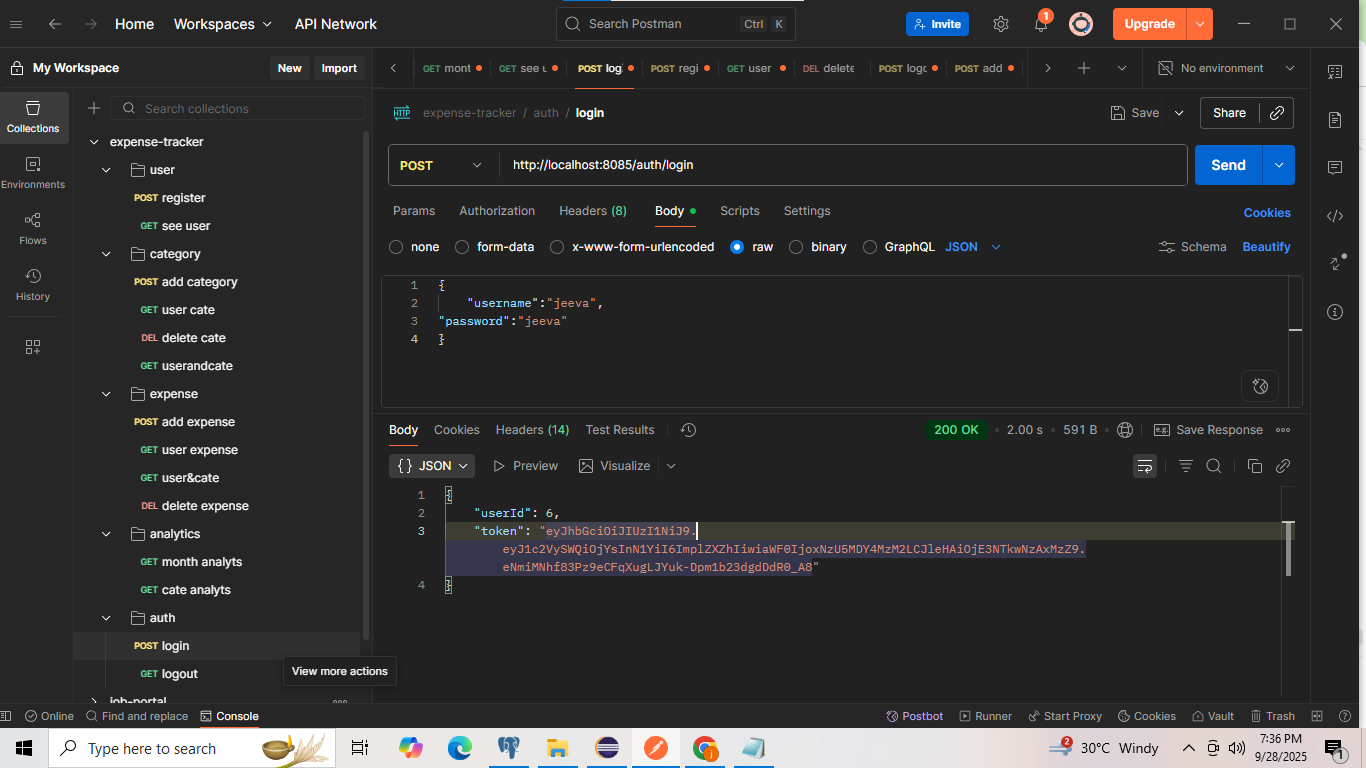 Home Workspaces API Network Search Postman Ctrl K Invite 1 Upgrade
My Workspace New Import GET mont see u POST log POST regi GET user DEL delete POST logo POST add No environment
Collections
Environments
Flows
History
Search collections
expense-tracker
user
POST register
GET see user
category
POST add category
GET user cate
DEL delete cate
GET userandcate
expense
POST add expense
GET user expense
GET user&cate
DEL delete expense
analytics
GET month analyts
GET cate analyts
auth
POST login
GET logout
View more actions
job-portal
HTTP expense-tracker / auth / login Save Share
POST http://localhost:8085/auth/login Send
Params Authorization Headers (8) Body Scripts Settings Cookies
none form-data x-www-form-urlencoded raw binary GraphQL JSON Schema Beautify
1 {
2 "username":"jeeva",
3 "password":"jeeva"
4 }
Body Cookies Headers (14) Test Results 200 OK 2.00 s 591 B e.g. Save Response
{} JSON Preview Visualize
1 {
2 "userId": 6,
3 "token": "eyJhbGciOiJIUzI1NiJ9.
eyJ1c2VySWQiOjYsInN1YiI6ImplZXZhIiwiaWF0IjoxNzU5MDY4MzM2LCJleHAiOjE3NTkwNzAxMzZ9.
eNmiMNhf83Pz9eCFqXugLJYuk-Dpm1b23dgdDdR0_A8"
4 }
Online Find and replace Console Postbot Runner Start Proxy Cookies Vault Trash
Type here to search 2 30°C Windy 7:36 PM
9/28/2025 1